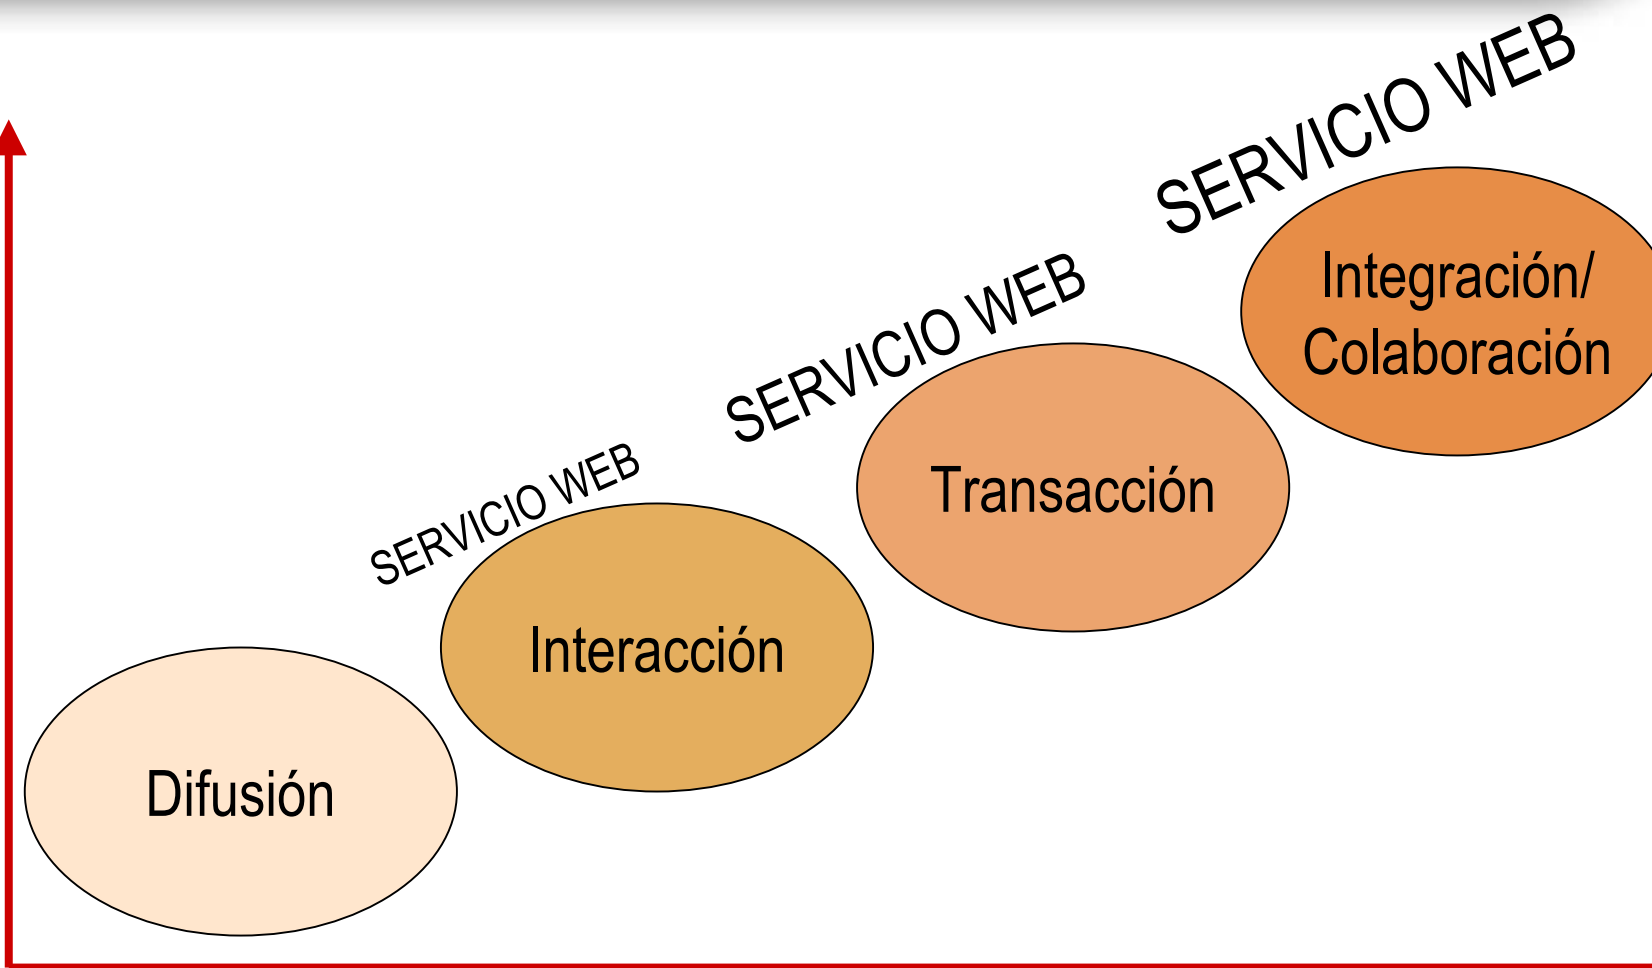 SERVICIO WEB
Integración/
Colaboración
SERVICIO WEB
Transacción
SERVICIO WEB
Interacción
Difusión